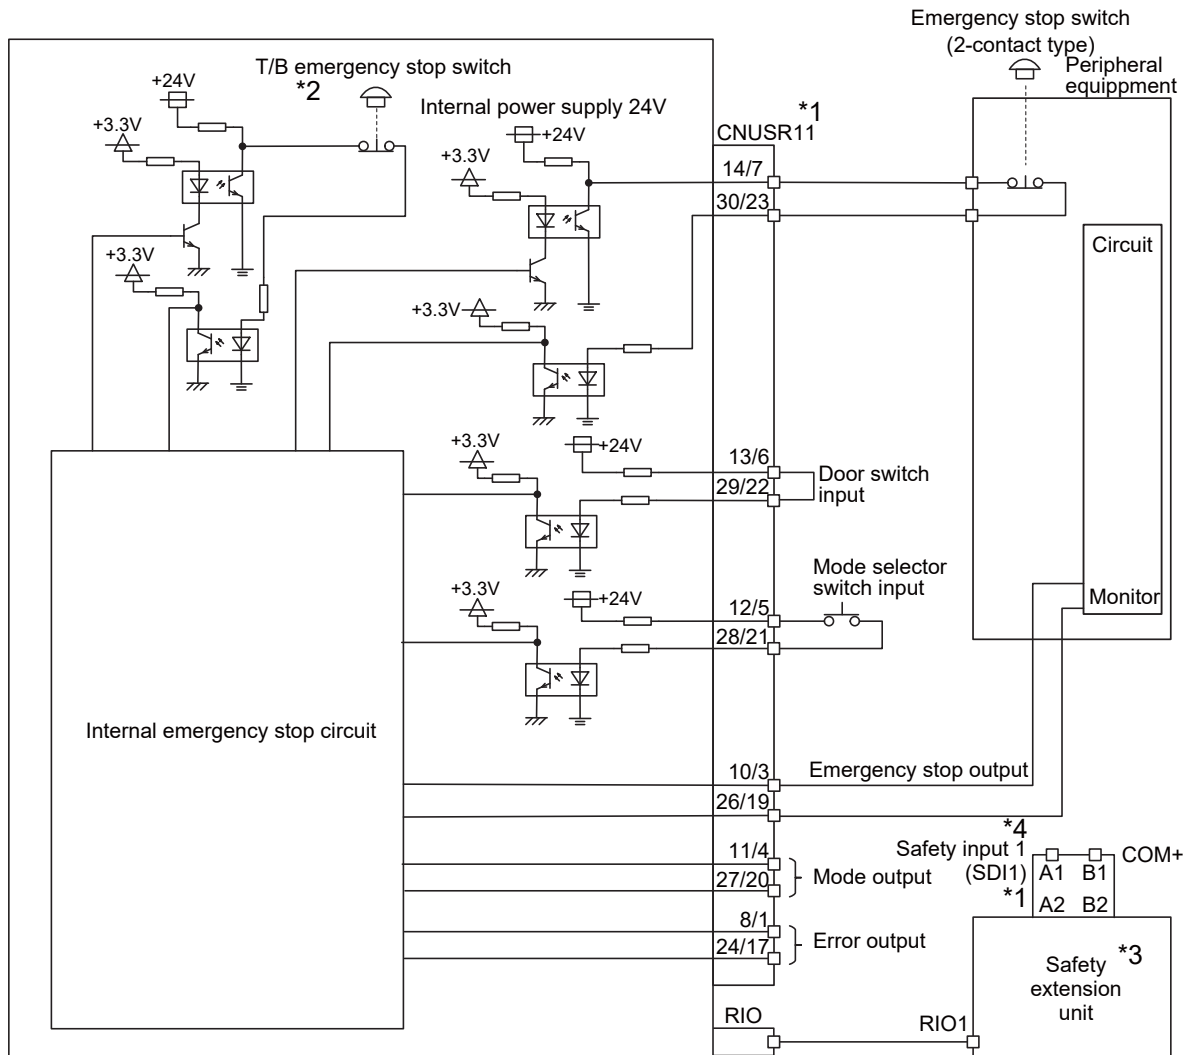 Emergency stop switch
(2-contact type)
Peripheral
equippment
T/B emergency stop switch
*2
+24V
+3.3V
Internal power supply 24V
+24V
+3.3V
*1
CNUSR11
14/7
30/23
Circuit
+3.3V
+3.3V
+3.3V
+24V
13/6
29/22
Door switch
input
+3.3V
+24V
Mode selector
switch input
12/5
28/21
Monitor
Internal emergency stop circuit
10/3
Emergency stop output
26/19
11/4
27/20
Mode output
8/1
24/17
Error output
*4
Safety input 1
(SDI1)
*1
A1
B1
COM+
A2
B2
*3
Safety
extension
unit
RIO
RIO1